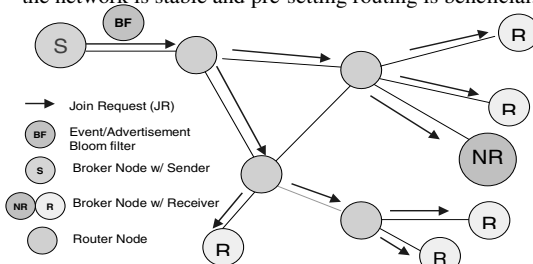 the network is stable and pre-setting routing is beneficial.
BF
S
R
R
NR
Join Request (JR)
BF Event/Advertisement
Bloom filter
S Broker Node w/ Sender
NR R Broker Node w/ Receiver
Router Node
R
R
R